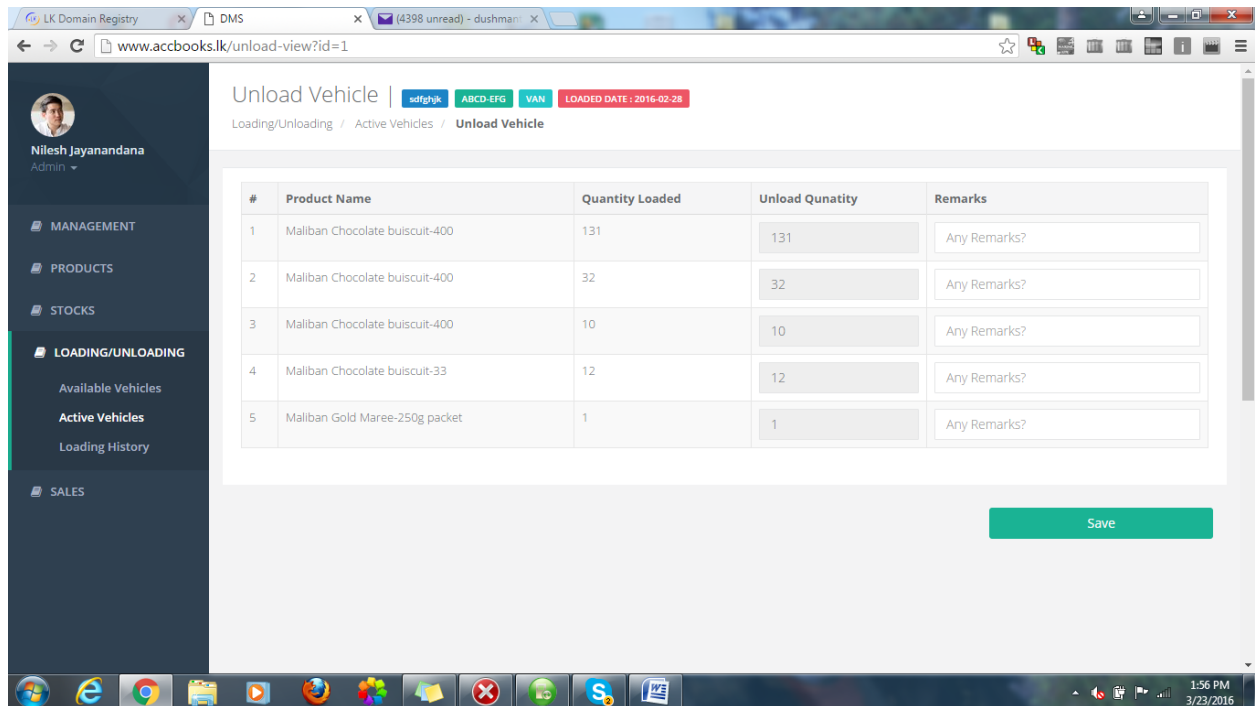 LK Domain Registry
DMS
(4398 unread) - dushman
www.accbooks.lk/unload-view?id=1
Nilesh Jayanandana
Admin
Unload Vehicle | sdfghjk ABCD-EFG VAN LOADED DATE : 2016-02-28
Loading/Unloading / Active Vehicles / Unload Vehicle
MANAGEMENT
PRODUCTS
STOCKS
LOADING/UNLOADING
Available Vehicles
Active Vehicles
Loading History
SALES
# Product Name Quantity Loaded Unload Qunatity Remarks
1 Maliban Chocolate buiscuit-400 131 131 Any Remarks?
2 Maliban Chocolate buiscuit-400 32 32 Any Remarks?
3 Maliban Chocolate buiscuit-400 10 10 Any Remarks?
4 Maliban Chocolate buiscuit-33 12 12 Any Remarks?
5 Maliban Gold Maree-250g packet 1 1 Any Remarks?
Save
1:56 PM
3/23/2016